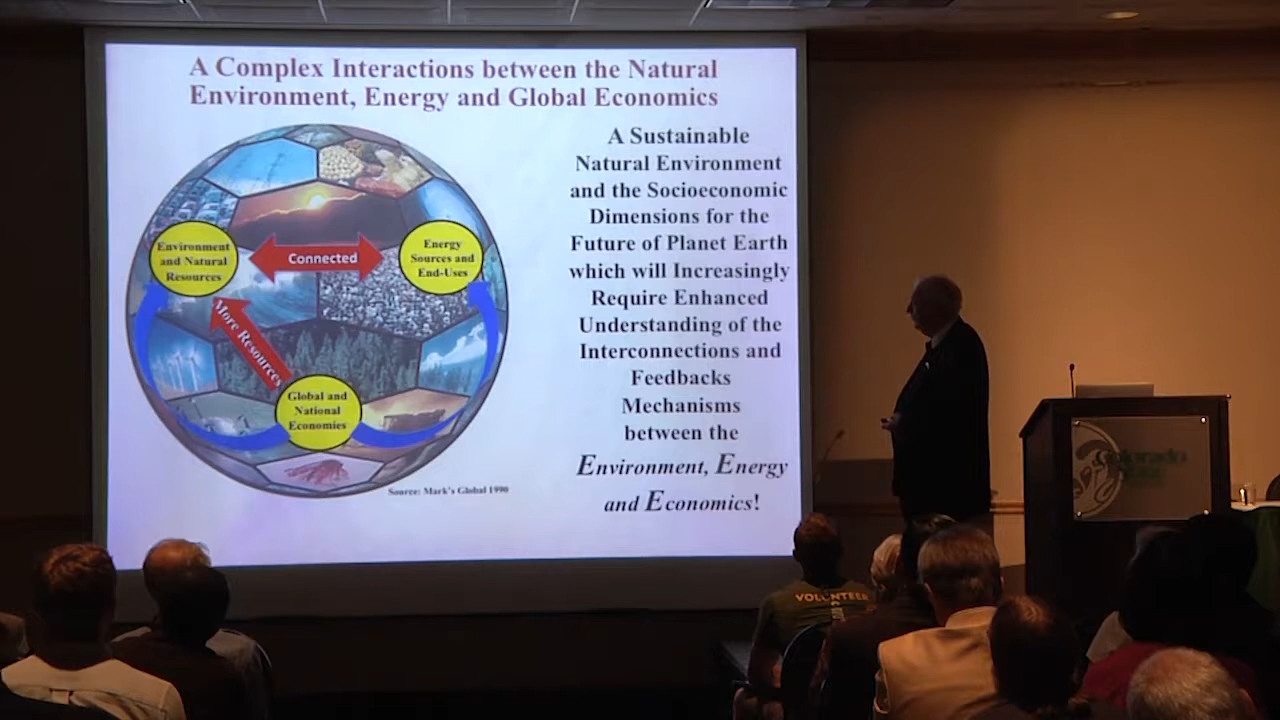 A Complex Interactions between the Natural
Environment, Energy and Global Economics
Environment
and Natural
Resources
Connected
Energy
Sources and
End-Uses
More Resources
Global and
National
Economies
Source: Mark's Global 1990
A Sustainable
Natural Environment
and the Socioeconomic
Dimensions for the
Future of Planet Earth
which will Increasingly
Require Enhanced
Understanding of the
Interconnections and
Feedbacks
Mechanisms
between the
Environment, Energy
and Economics!
Colorado
VOLUNTEER